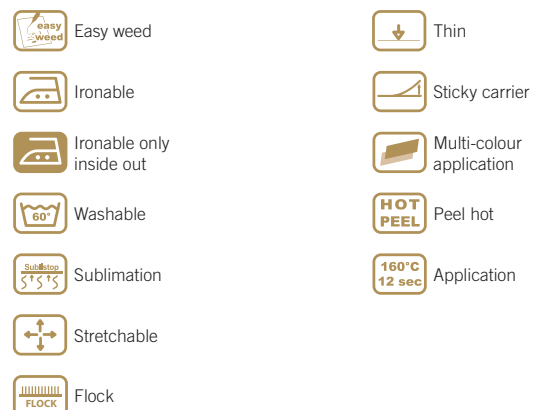 easy
weed
Easy weed
Ironable
Ironable only
inside out
60°
Washable
Sublistop
Sublimation
Stretchable
FLOCK
Flock
Thin
Sticky carrier
Multi-colour
application
HOT
PEEL
Peel hot
160°C
12 sec
Application